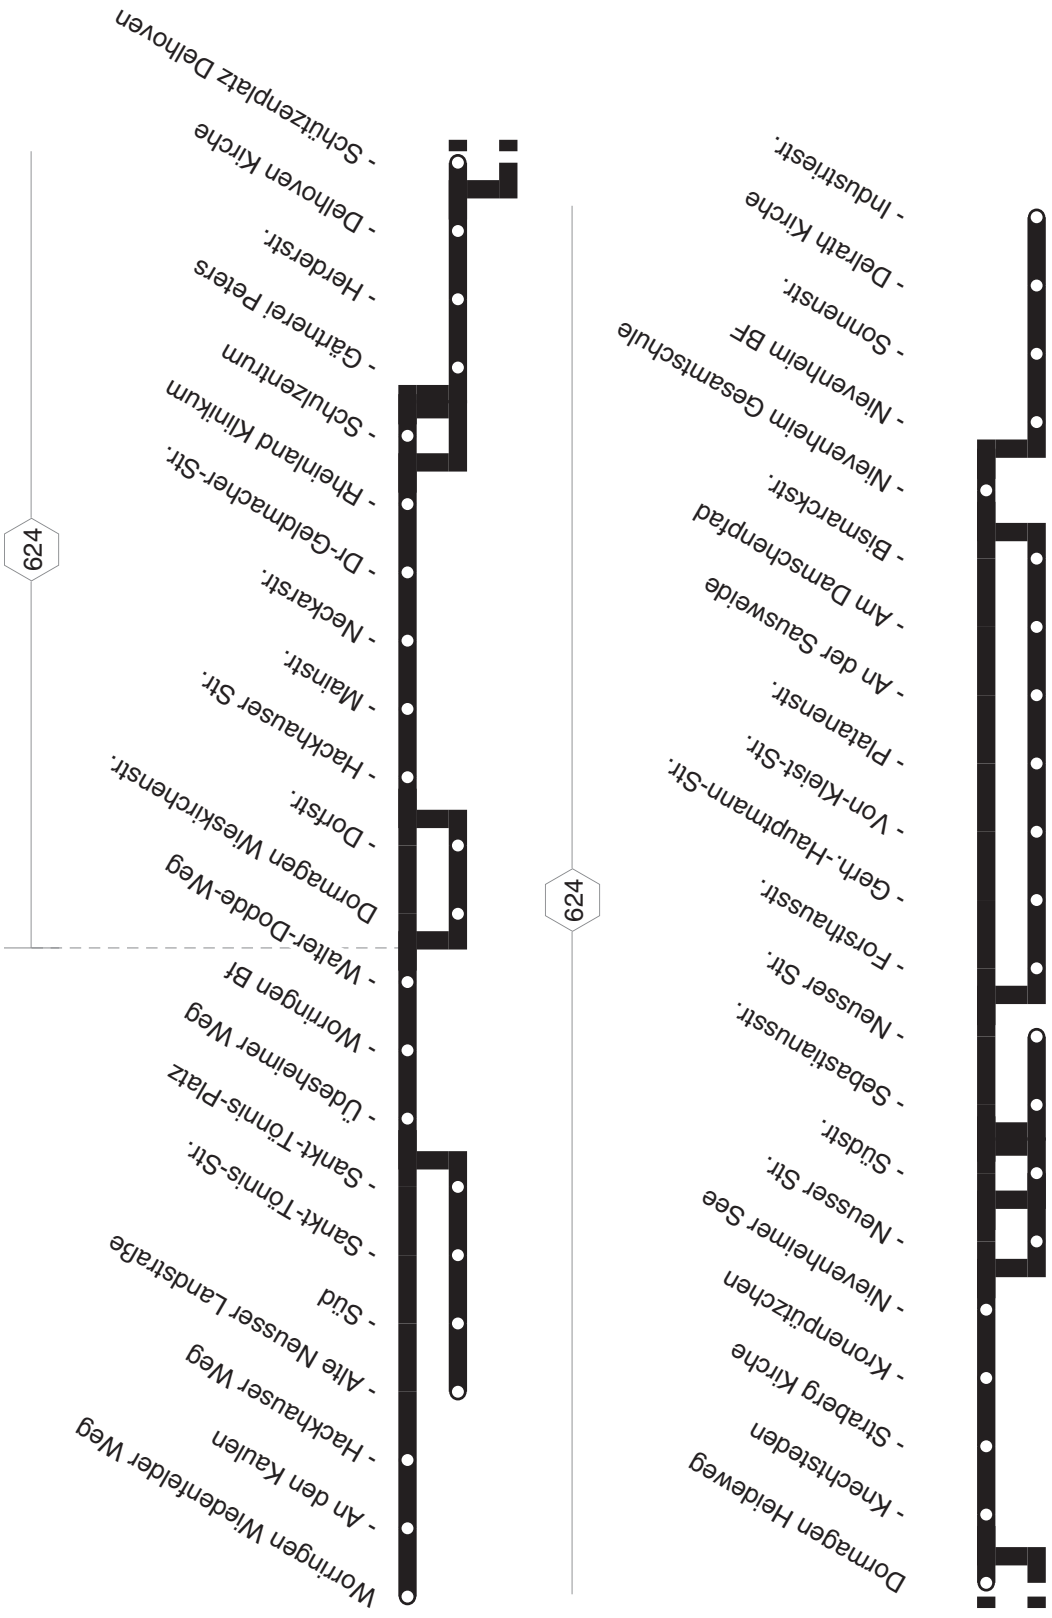 624
Worringen Wiedenfelder Weg
- An den Kaulen
- Hackhauser Weg
- Alte Neusser Landstraße
- Süd
- Sankt-Tönnis-Str.
- Sankt-Tönnis-Platz
- Üdesheimer Weg
- Worringen Bf
- Walter-Dodde-Weg
Dormagen Wieskirchenstr.
- Dorfstr.
- Hackhauser Str.
- Mainstr.
- Neckarstr.
- Dr-Geldmacher-Str.
- Rheinland Klinikum
- Schulzentrum
- Gärtnerei Peters
- Herderstr.
- Delhoven Kirche
- Schützenplatz Delhoven
624
Dormagen Heideweg
- Knechtsteden
- Straberg Kirche
- Kronenpützchen
- Nievenheimer See
- Neusser Str.
- Südstr.
- Sebastianusstr.
- Neusser Str.
- Forsthausstr.
- Gerh.-Hauptmann-Str.
- Von-Kleist-Str.
- Platanenstr.
- An der Sausweide
- Am Damschenpfad
- Bismarckstr.
- Nievenheim Gesamtschule
- Nievenheim BF
- Sonnenstr.
- Delrath Kirche
- Industriestr.